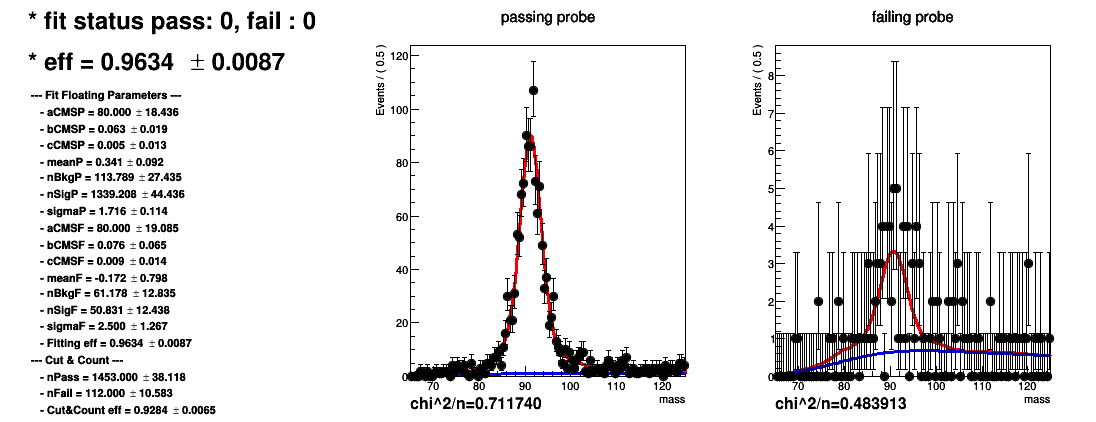 * fit status pass: 0, fail : 0
* eff = 0.9634 ± 0.0087
--- Fit Floating Parameters ---
- aCMSP = 80.000 ± 18.436
- bCMSP = 0.063 ± 0.019
- cCMSP = 0.005 ± 0.013
- meanP = 0.341 ± 0.092
- nBkgP = 113.789 ± 27.435
- nSigP = 1339.208 ± 44.436
- sigmaP = 1.716 ± 0.114
- aCMSF = 80.000 ± 19.085
- bCMSF = 0.076 ± 0.065
- cCMSF = 0.009 ± 0.014
- meanF = -0.172 ± 0.798
- nBkgF = 61.178 ± 12.835
- nSigF = 50.831 ± 12.438
- sigmaF = 2.500 ± 1.267
- Fitting eff = 0.9634 ± 0.0087
--- Cut & Count ---
- nPass = 1453.000 ± 38.118
- nFail = 112.000 ± 10.583
- Cut&Count eff = 0.9284 ± 0.0065
passing probe
Events / ( 0.5 )
120
100
80
60
40
20
0
70 80 90 100 110 120
mass
chi^2/n=0.711740
failing probe
Events / ( 0.5 )
8
7
6
5
4
3
2
1
0
70 80 90 100 110 120
mass
chi^2/n=0.483913